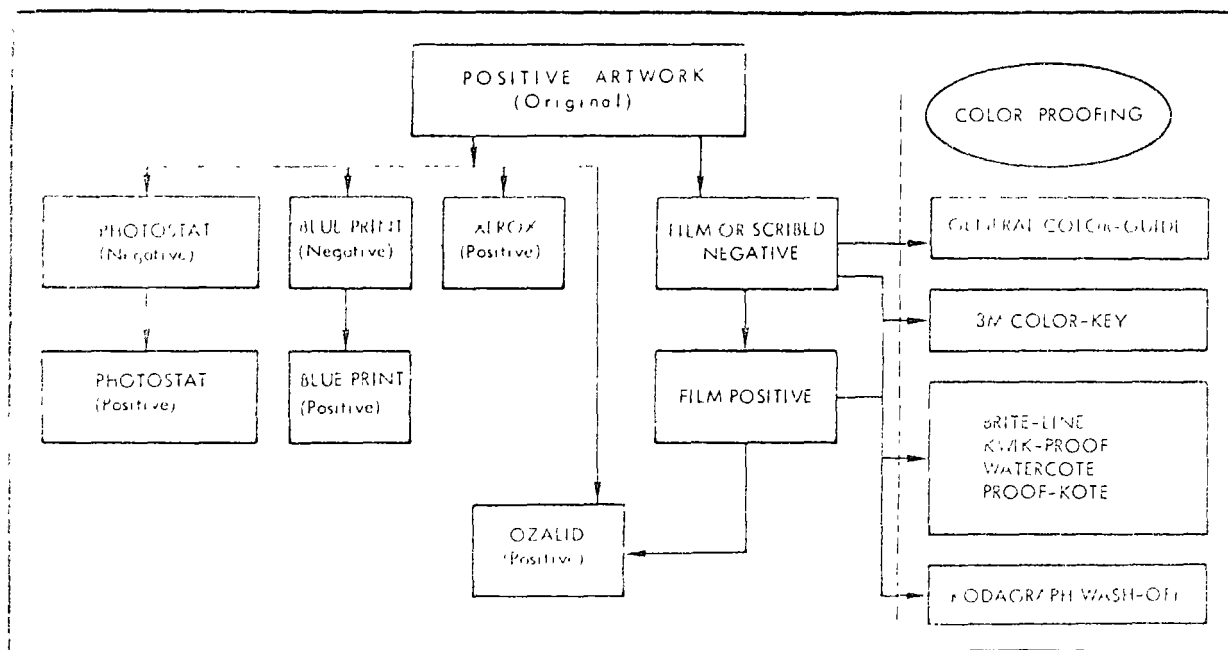 POSITIVE ARTWORK
(Original)
COLOR PROOFING
PHOTOSTAT
(Negative)
BLUE PRINT
(Negative)
XEROX
(Positive)
FILM OR SCRIBED
NEGATIVE
GENERAL COLOR-GUIDE
3M COLOR-KEY
PHOTOSTAT
(Positive)
BLUE PRINT
(Positive)
FILM POSITIVE
BRITE-LINE
KWIK-PROOF
WATERCOTE
PROOF-KOTE
OZALID
(Positive)
KODAGRAPH WASH-OFF